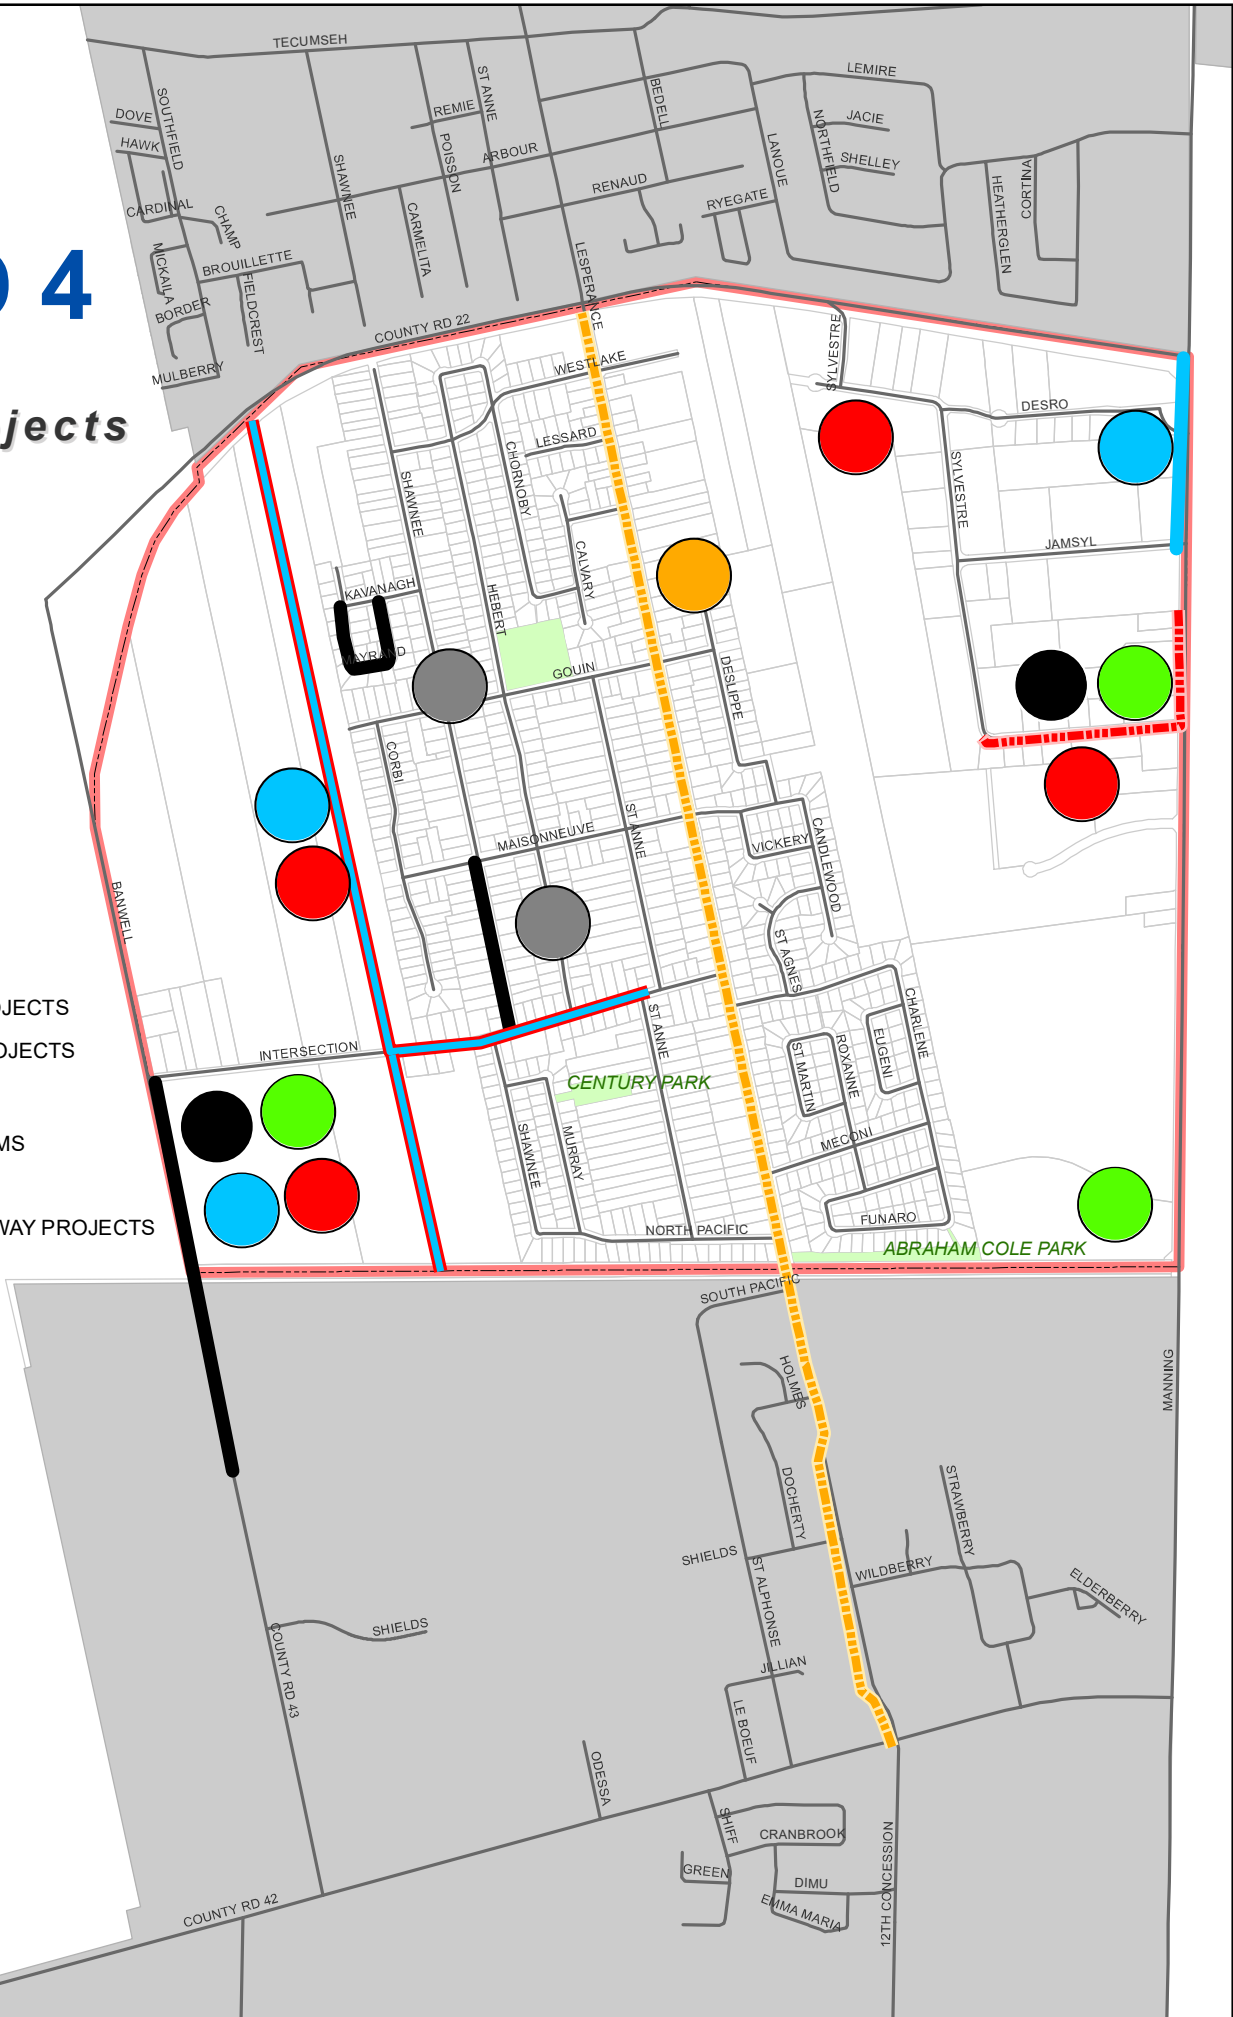 TECUMSEH
LEMIRE
ST ANNE
BEDELL
SOUTHFIELD
DOVE
REMIE
NORTHFIELD
JACIE
HAWK
POISSON
ARBOUR
LANOUE
SHELLEY
SHAWNEE
CORTINA
RENAUD
HEATHERGLEN
CARDINAL
CHAMP
CARMELITA
RYEGATE
MICKAILA
BROUILLETTE
LESPERANCE
04
FIELDCREST
BORDER
COUNTY RD 22
SYLVESTRE
MULBERRY
WESTLAKE
DESRO
jects
LESSARD
CHORNOBY
SYLVESTRE
SHAWNEE
JAMSYL
CALVARY
KAVANAGH
HEBERT
MAYRAND
GOUIN
DESLIPPE
CORBI
ST ANNE
MAISONNEUVE
VICKERY
CANDLEWOOD
BANWELL
ST AGNES
OJECTS
CHARLENE
ST ANNE
OJECTS
INTERSECTION
EUGENI
ROXANNE
ST MARTIN
CENTURY PARK
MS
SHAWNEE
MURRAY
MECONI
WAY PROJECTS
NORTH PACIFIC
FUNARO
ABRAHAM COLE PARK
SOUTH PACIFIC
HOLMES
MANNING
DOCHERTY
STRAWBERRY
SHIELDS
ST ALPHONSE
WILDBERRY
ELDERBERRY
SHIELDS
COUNTY RD 43
JILLIAN
LE BOEUF
ODESSA
SHIFF
CRANBROOK
GREEN
DIMU
12TH CONCESSION
EMMA MARIA
COUNTY RD 42